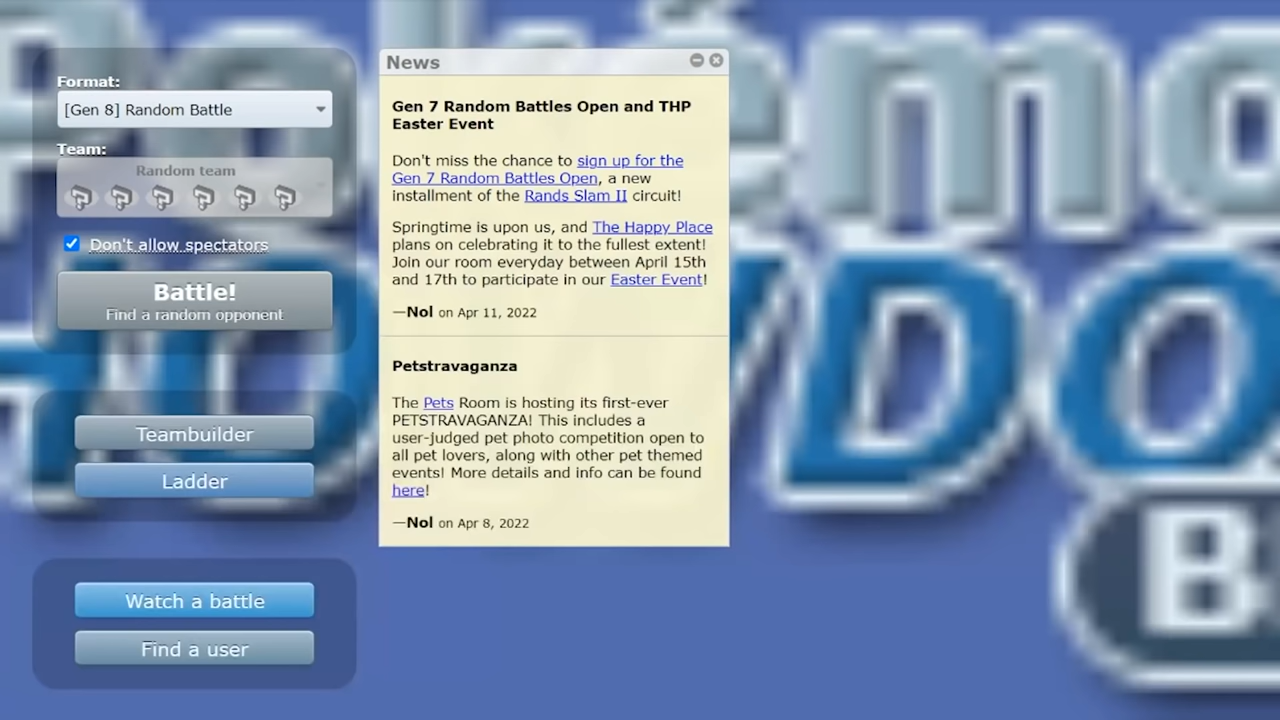 Format:
[Gen 8] Random Battle
Team:
Random team
Don't allow spectators
Battle!
Find a random opponent
Teambuilder
Ladder
Watch a battle
Find a user
News
Gen 7 Random Battles Open and THP
Easter Event
Don't miss the chance to sign up for the
Gen 7 Random Battles Open, a new
installment of the Rands Slam II circuit!
Springtime is upon us, and The Happy Place
plans on celebrating it to the fullest extent!
Join our room everyday between April 15th
and 17th to participate in our Easter Event!
—Nol on Apr 11, 2022
Petstravaganza
The Pets Room is hosting its first-ever
PETSTRAVAGANZA! This includes a
user-judged pet photo competition open to
all pet lovers, along with other pet themed
events! More details and info can be found
here!
—Nol on Apr 8, 2022